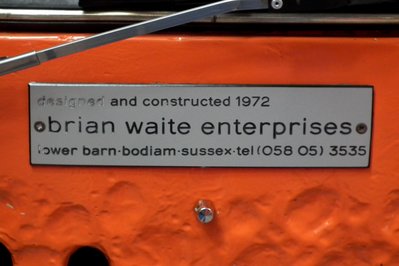 designed and constructed 1972
brian waite enterprises
lower barn·bodiam·sussex·tel(058 05) 3535